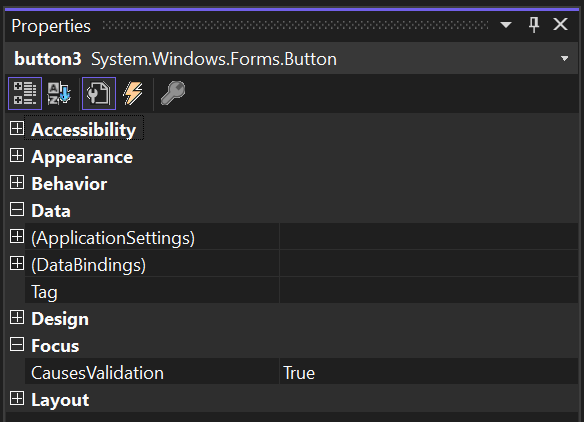 Properties
button3 System.Windows.Forms.Button
Accessibility
Appearance
Behavior
Data
(ApplicationSettings)
(DataBindings)
Tag
Design
Focus
CausesValidation True
Layout